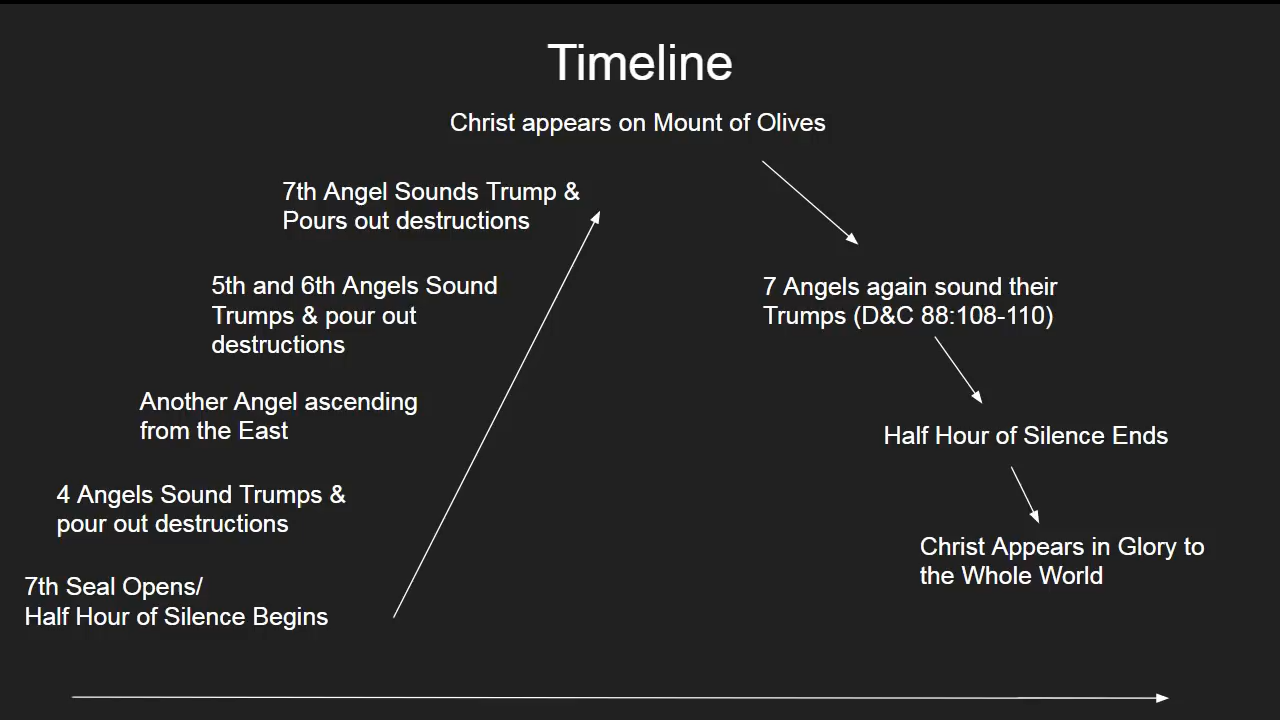 Timeline
Christ appears on Mount of Olives
7th Angel Sounds Trump &
Pours out destructions
5th and 6th Angels Sound
Trumps & pour out
destructions
Another Angel ascending
from the East
4 Angels Sound Trumps &
pour out destructions
7th Seal Opens/
Half Hour of Silence Begins
7 Angels again sound their
Trumps (D&C 88:108-110)
Half Hour of Silence Ends
Christ Appears in Glory to
the Whole World